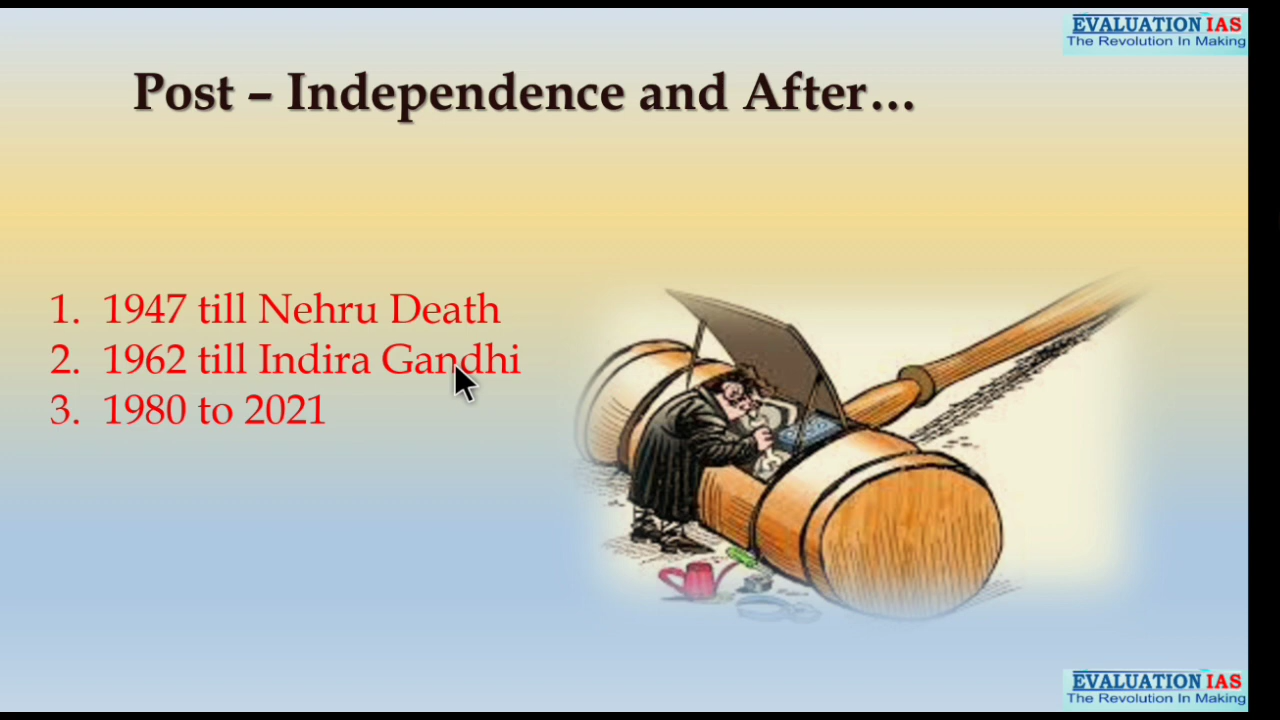 EVALUATION IAS
The Revolution In Making
Post – Independence and After...
1. 1947 till Nehru Death
2. 1962 till Indira Gandhi
3. 1980 to 2021
EVALUATION IAS
The Revolution In Making